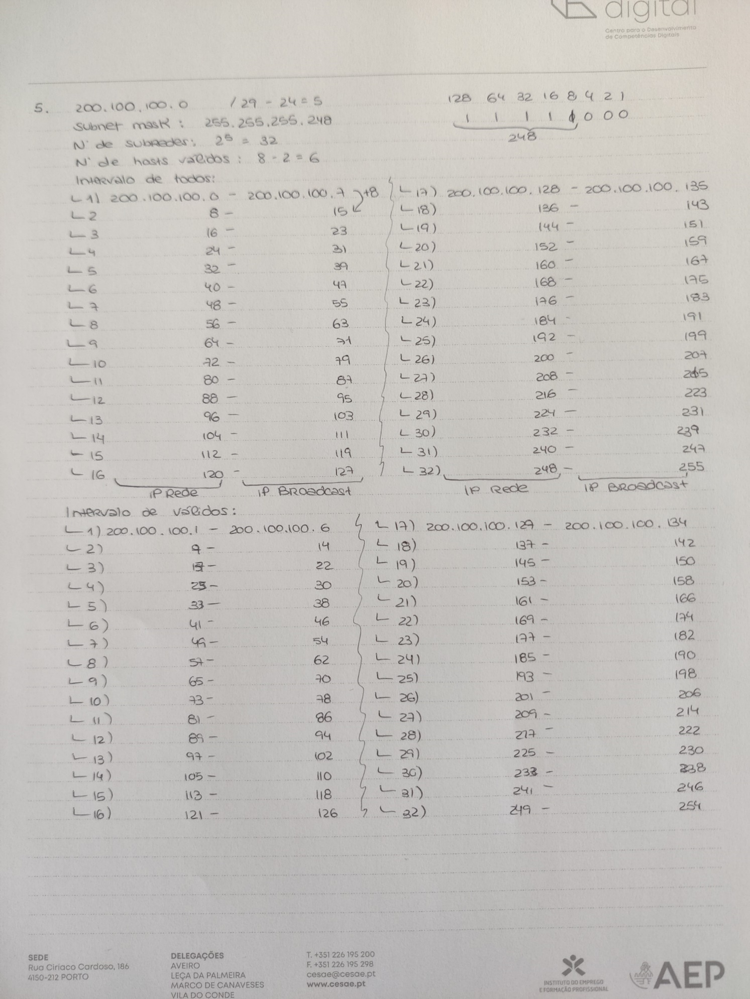 digital
Centro para o Desenvolvimento
de Competências Digitais
5. 200.100.100.0 / 29 - 24 = 5
Subnet mask: 255.255.255.248
Nº de subredes: 2^5 = 32
Nº de hosts válidos: 8 - 2 = 6
128 64 32 16 8 4 2 1
1 1 1 1 1 0 0 0
248
Intervalo de todos:
1) 200.100.100.0 - 200.100.100.7 +8
2 8 - 15
3 16 - 23
4 24 - 31
5 32 - 39
6 40 - 47
7 48 - 55
8 56 - 63
9 64 - 71
10 72 - 79
11 80 - 87
12 88 - 95
13 96 - 103
14 104 - 111
15 112 - 119
16 120 - 127
IP Rede IP Broadcast
17) 200.100.100.128 - 200.100.100.135
18) 136 - 143
19) 144 - 151
20) 152 - 159
21) 160 - 167
22) 168 - 175
23) 176 - 183
24) 184 - 191
25) 192 - 199
26) 200 - 207
27) 208 - 215
28) 216 - 223
29) 224 - 231
30) 232 - 239
31) 240 - 247
32) 248 - 255
IP Rede IP Broadcast
Intervalo de válidos:
1) 200.100.100.1 - 200.100.100.6
2) 9 - 14
3) 17 - 22
4) 25 - 30
5) 33 - 38
6) 41 - 46
7) 49 - 54
8) 57 - 62
9) 65 - 70
10) 73 - 78
11) 81 - 86
12) 89 - 94
13) 97 - 102
14) 105 - 110
15) 113 - 118
16) 121 - 126
17) 200.100.100.129 - 200.100.100.134
18) 137 - 142
19) 145 - 150
20) 153 - 158
21) 161 - 166
22) 169 - 174
23) 177 - 182
24) 185 - 190
25) 193 - 198
26) 201 - 206
27) 209 - 214
28) 217 - 222
29) 225 - 230
30) 233 - 238
31) 241 - 246
32) 249 - 254
SEDE
Rua Ciriaco Cardoso, 186
4150-212 PORTO
DELEGAÇÕES
AVEIRO
LEÇA DA PALMEIRA
MARCO DE CANAVESES
VILA DO CONDE
T. +351 226 195 200
F. +351 226 195 298
cesae@cesae.pt
www.cesae.pt
INSTITUTO DO EMPREGO
E FORMAÇÃO PROFISSIONAL
AEP